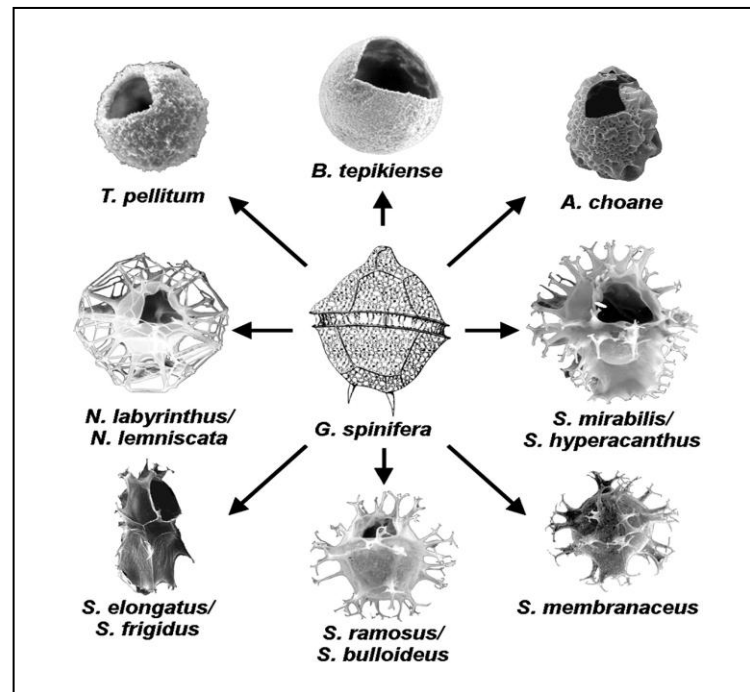 T. pellitum
B. tepikiense
A. choane
N. labyrinthus/
N. lemniscata
G. spinifera
S. mirabilis/
S. hyperacanthus
S. elongatus/
S. frigidus
S. ramosus/
S. bulloideus
S. membranaceus